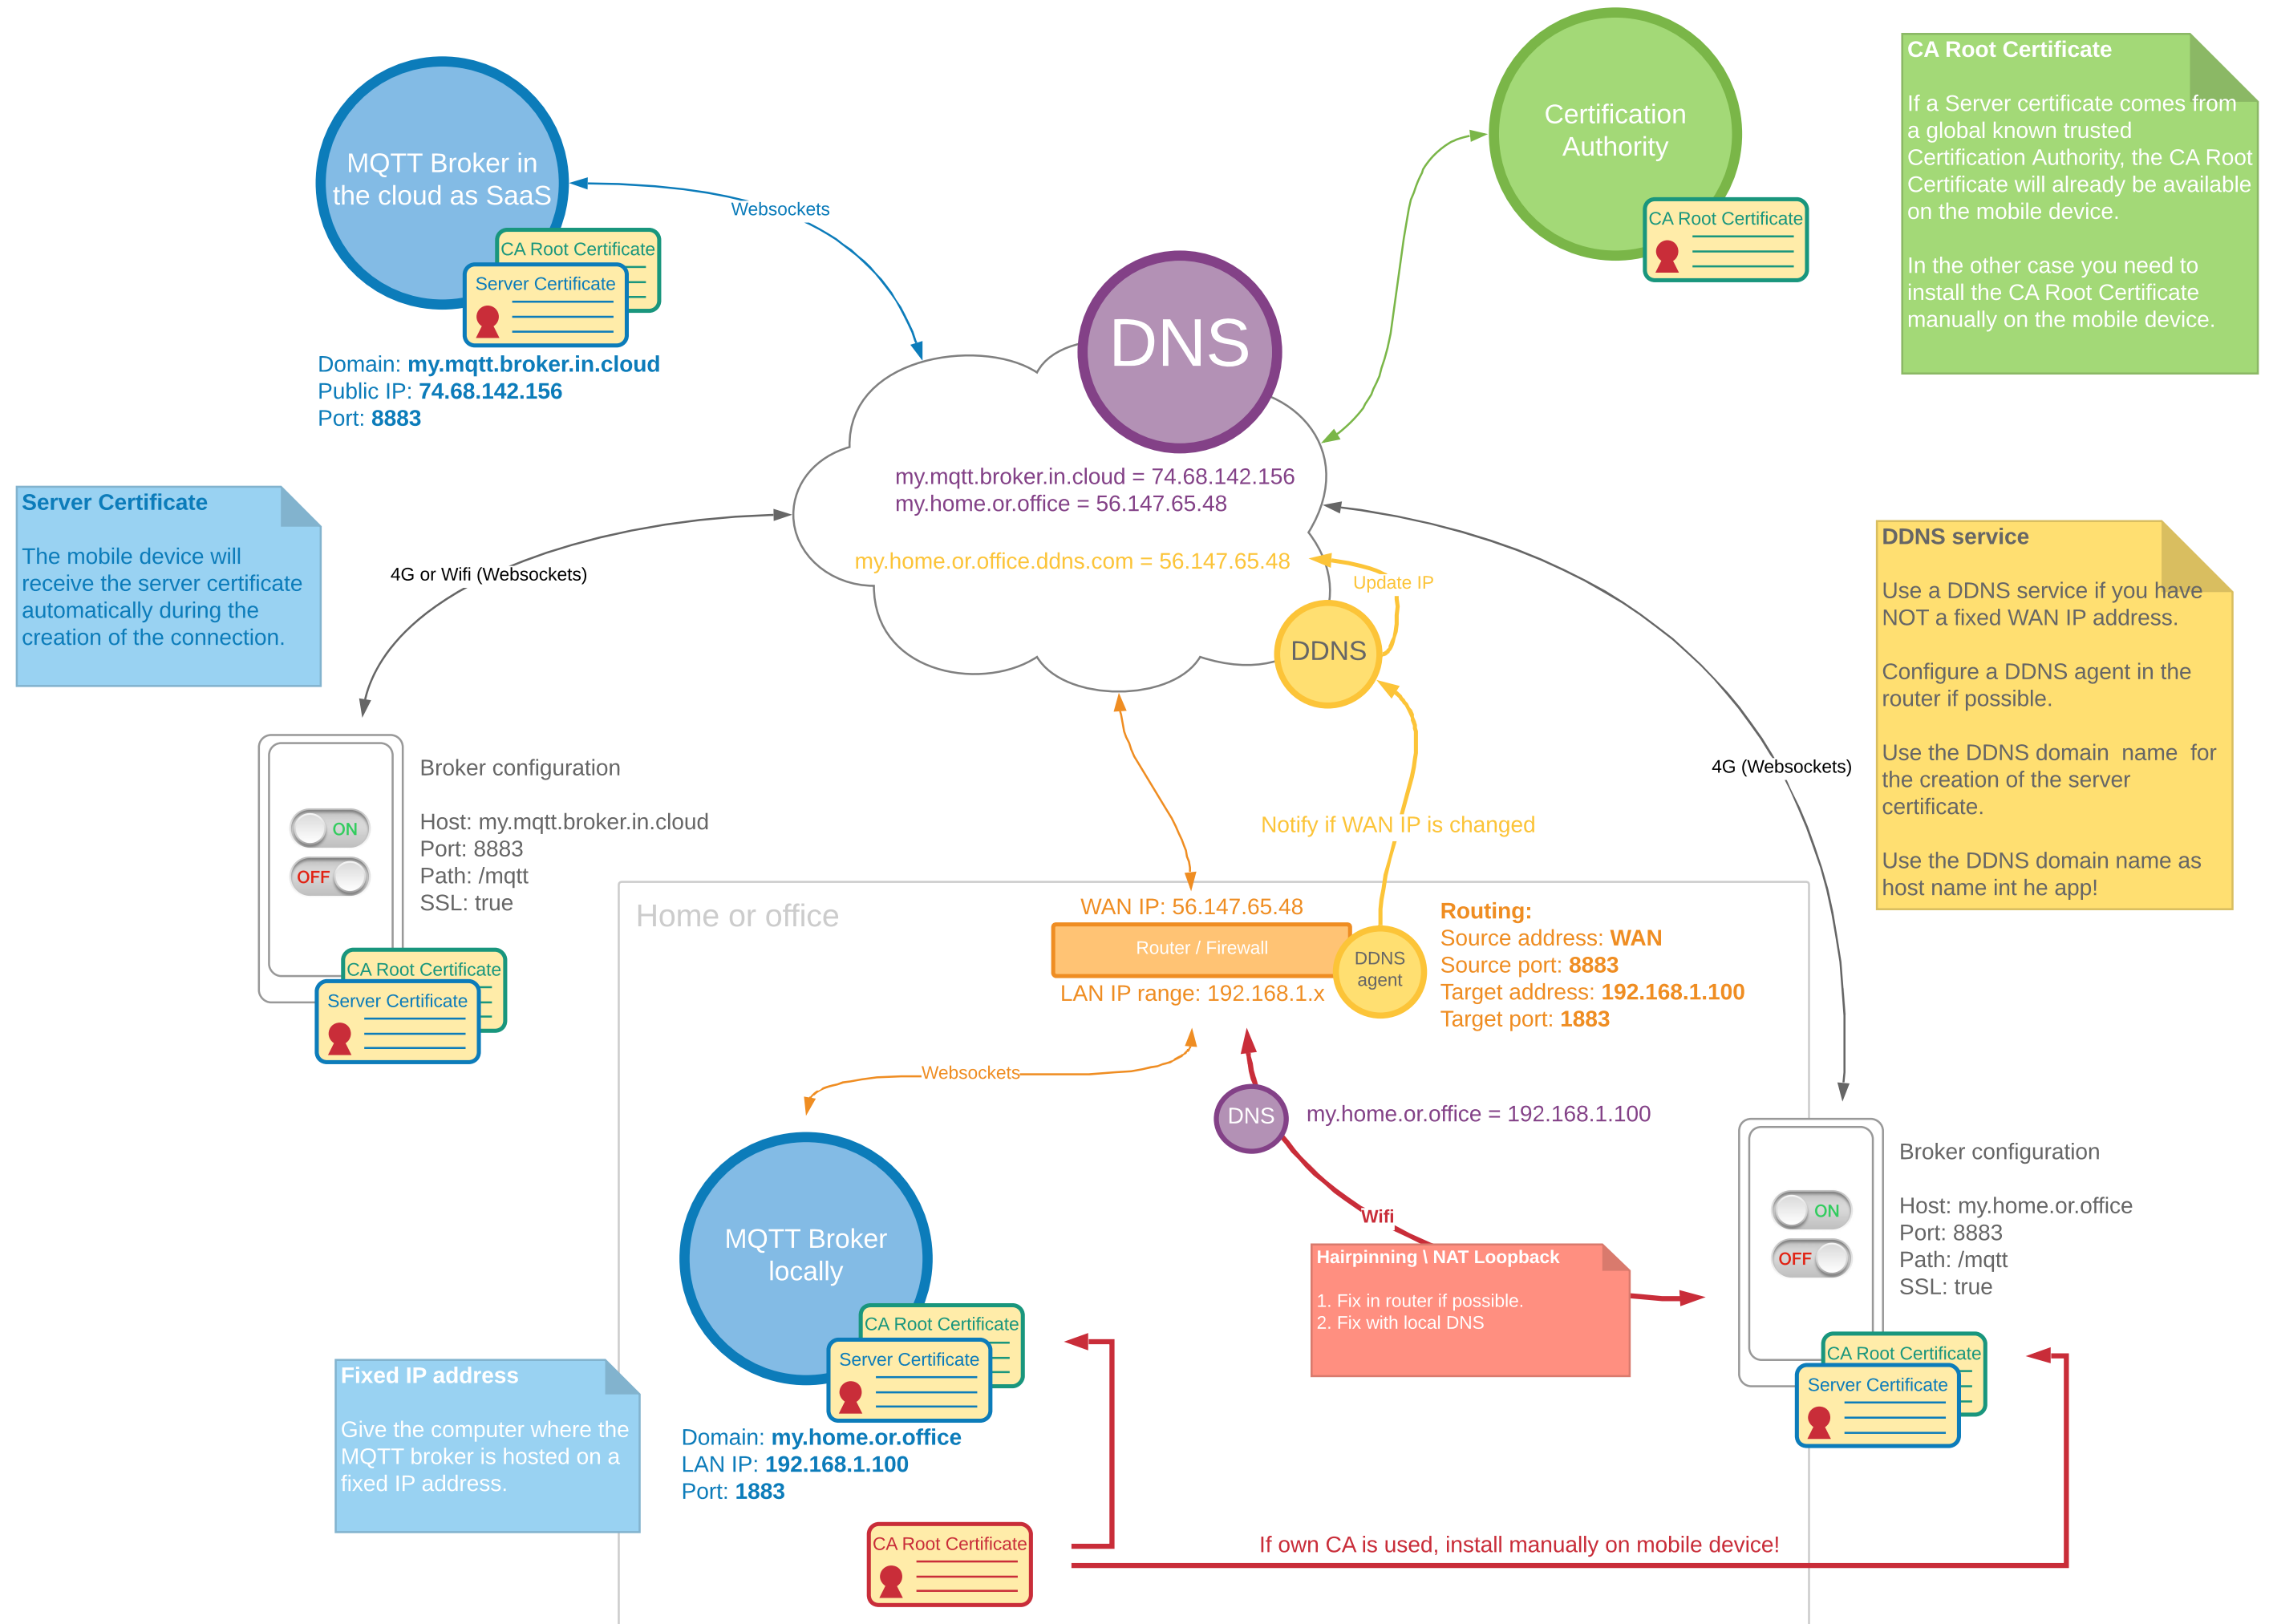 MQTT Broker in
the cloud as SaaS
CA Root Certificate
Server Certificate
Domain: my.mqtt.broker.in.cloud
Public IP: 74.68.142.156
Port: 8883
Websockets
Certification
Authority
CA Root Certificate
CA Root Certificate
If a Server certificate comes from
a global known trusted
Certification Authority, the CA Root
Certificate will already be available
on the mobile device.
In the other case you need to
install the CA Root Certificate
manually on the mobile device.
DNS
my.mqtt.broker.in.cloud = 74.68.142.156
my.home.or.office = 56.147.65.48
my.home.or.office.ddns.com = 56.147.65.48
Update IP
DDNS
Server Certificate
The mobile device will
receive the server certificate
automatically during the
creation of the connection.
4G or Wifi (Websockets)
DDNS service
Use a DDNS service if you have
NOT a fixed WAN IP address.
Configure a DDNS agent in the
router if possible.
Use the DDNS domain  name  for
the creation of the server
certificate.
Use the DDNS domain name as
host name int he app!
4G (Websockets)
ON
OFF
Broker configuration
Host: my.mqtt.broker.in.cloud
Port: 8883
Path: /mqtt
SSL: true
CA Root Certificate
Server Certificate
Notify if WAN IP is changed
Home or office
WAN IP: 56.147.65.48
Router / Firewall
LAN IP range: 192.168.1.x
DDNS
agent
Routing:
Source address: WAN
Source port: 8883
Target address: 192.168.1.100
Target port: 1883
Websockets
DNS
my.home.or.office = 192.168.1.100
Wifi
Hairpinning \ NAT Loopback
1. Fix in router if possible.
2. Fix with local DNS
ON
OFF
Broker configuration
Host: my.home.or.office
Port: 8883
Path: /mqtt
SSL: true
CA Root Certificate
Server Certificate
MQTT Broker
locally
CA Root Certificate
Server Certificate
Domain: my.home.or.office
LAN IP: 192.168.1.100
Port: 1883
Fixed IP address
Give the computer where the
MQTT broker is hosted on a
fixed IP address.
CA Root Certificate
If own CA is used, install manually on mobile device!